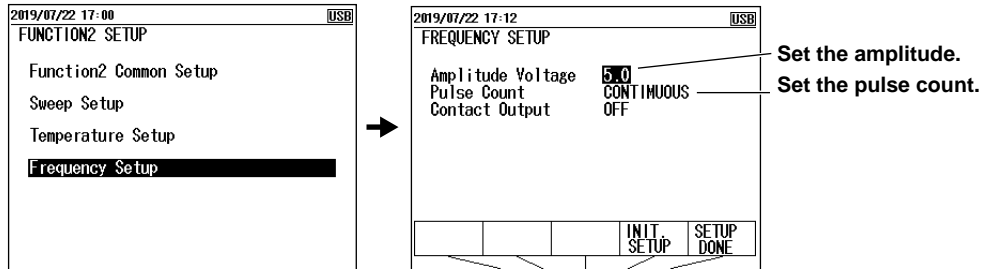 2019/07/22 17:00 USB
FUNCTION2 SETUP
Function2 Common Setup
Sweep Setup
Temperature Setup
Frequency Setup
2019/07/22 17:12 USB
FREQUENCY SETUP
Amplitude Voltage 5.0
Pulse Count CONTIMUOUS
Contact Output OFF
INIT. SETUP
SETUP DONE
Set the amplitude.
Set the pulse count.